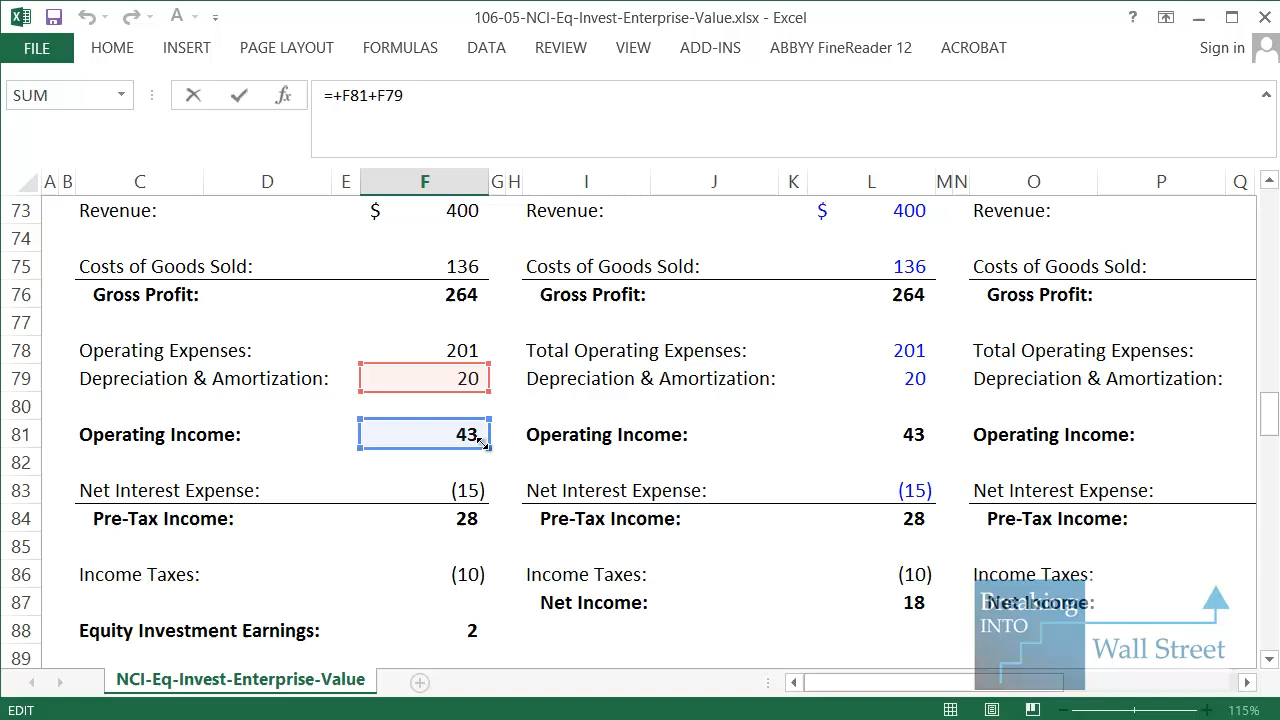 106-05-NCI-Eq-Invest-Enterprise-Value.xlsx - Excel
FILE HOME INSERT PAGE LAYOUT FORMULAS DATA REVIEW VIEW ADD-INS ABBYY FineReader 12 ACROBAT Sign in
SUM fx =+F81+F79
A B C D E F G H I J K L M N O P Q
73 Revenue: $ 400 Revenue: $ 400 Revenue:
74
75 Costs of Goods Sold: 136 Costs of Goods Sold: 136 Costs of Goods Sold:
76 Gross Profit: 264 Gross Profit: 264 Gross Profit:
77
78 Operating Expenses: 201 Total Operating Expenses: 201 Total Operating Expenses:
79 Depreciation & Amortization: 20 Depreciation & Amortization: 20 Depreciation & Amortization:
80
81 Operating Income: 43 Operating Income: 43 Operating Income:
82
83 Net Interest Expense: (15) Net Interest Expense: (15) Net Interest Expense:
84 Pre-Tax Income: 28 Pre-Tax Income: 28 Pre-Tax Income:
85
86 Income Taxes: (10) Income Taxes: (10) Income Taxes:
87 Net Income: 18 Net Income:
88 Equity Investment Earnings: 2
89
Breaking
INTO
Wall Street
NCI-Eq-Invest-Enterprise-Value
EDIT 115%